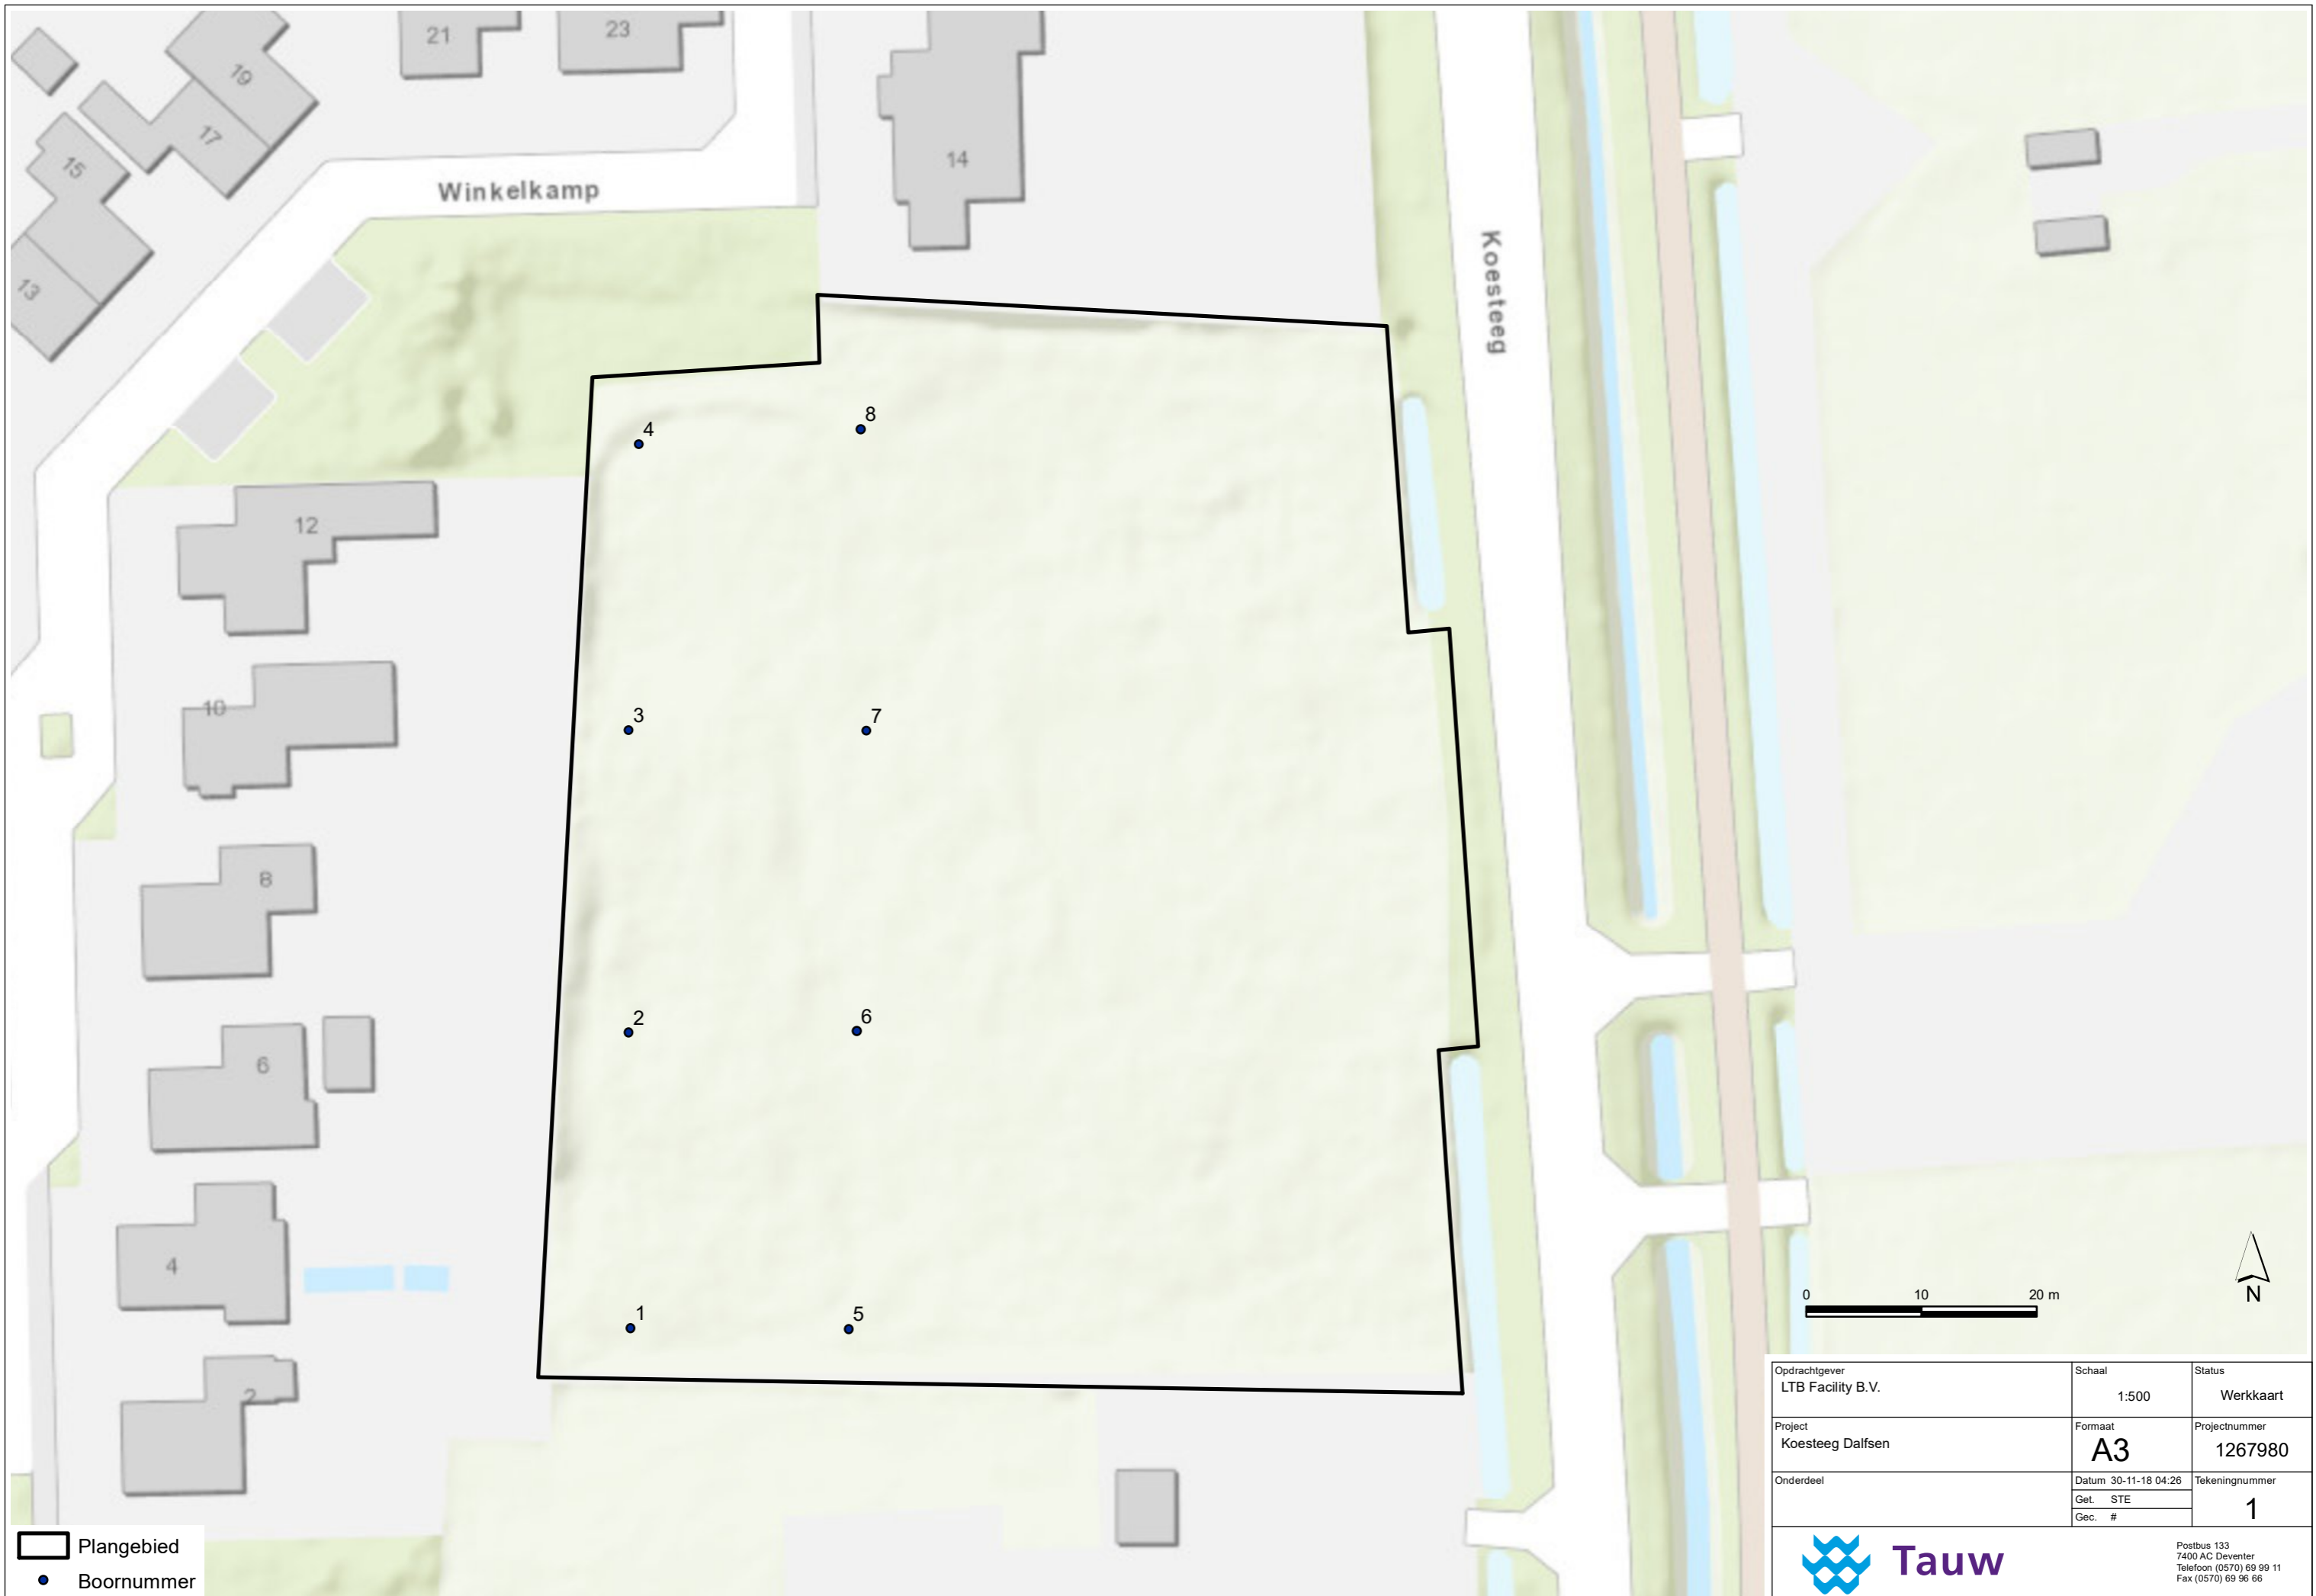 21
23
19
17
15
13
14
Winkelkamp
Koesteeg
12
10
8
6
4
2
4
8
3
7
2
6
1
5
0 10 20 m
N
Opdrachtgever
LTB Facility B.V.
Schaal
1:500
Status
Werkkaart
Project
Koesteeg Dalfsen
Formaat
A3
Projectnummer
1267980
Onderdeel
Datum 30-11-18 04:26
Get. STE
Gec. #
Tekeningnummer
1
Tauw
Postbus 133
7400 AC Deventer
Telefoon (0570) 69 99 11
Fax (0570) 69 96 66
Plangebied
Boornummer